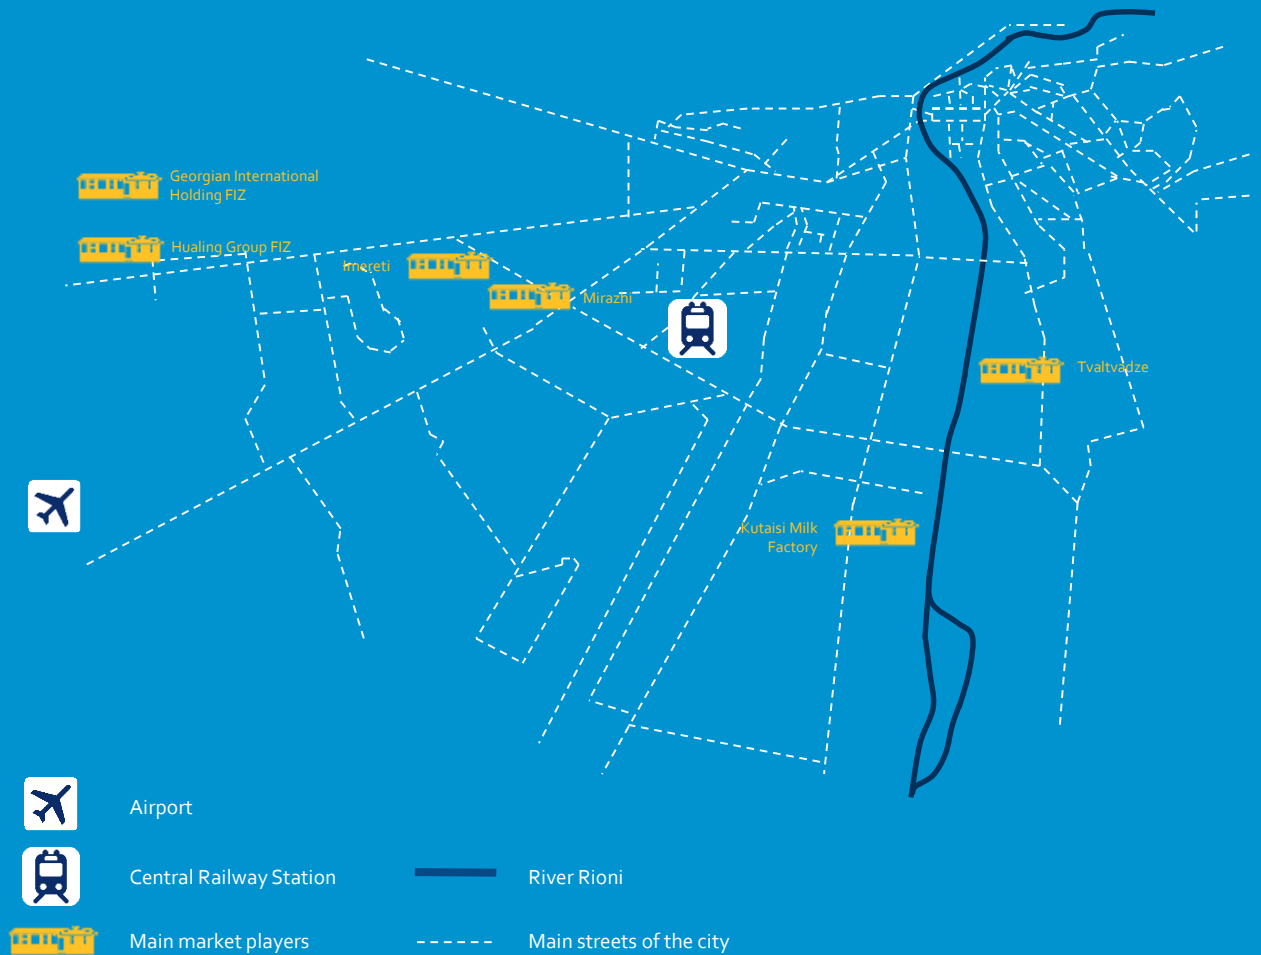 Georgian International
Holding FIZ
Hualing Group FIZ
Imereti
Mirazhi
Tvaltvadze
Kutaisi Milk
Factory
Airport
Central Railway Station
River Rioni
Main market players
Main streets of the city